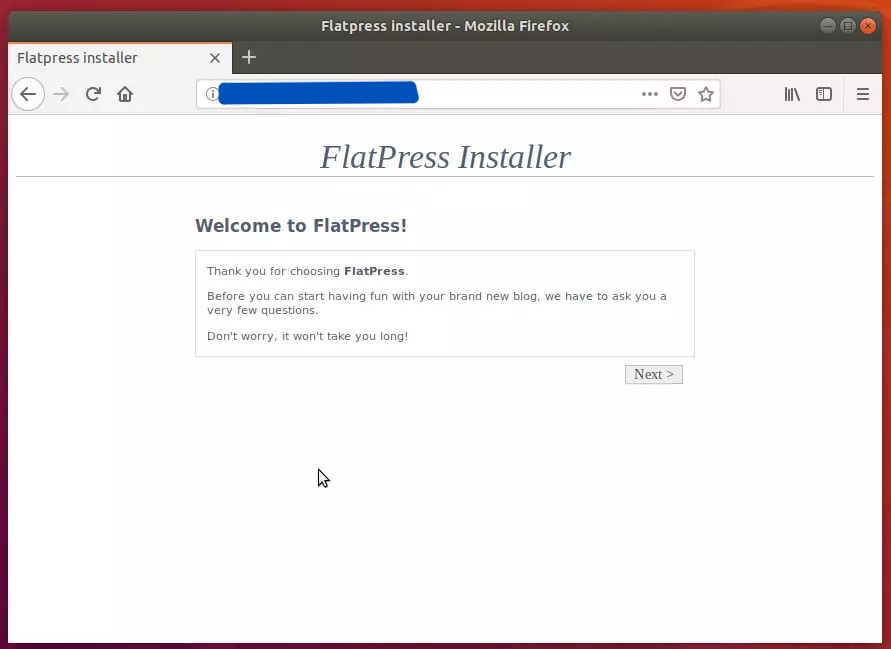 Flatpress installer - Mozilla Firefox
Flatpress installer
FlatPress Installer
Welcome to FlatPress!
Thank you for choosing FlatPress.
Before you can start having fun with your brand new blog, we have to ask you a
very few questions.
Don't worry, it won't take you long!
Next >